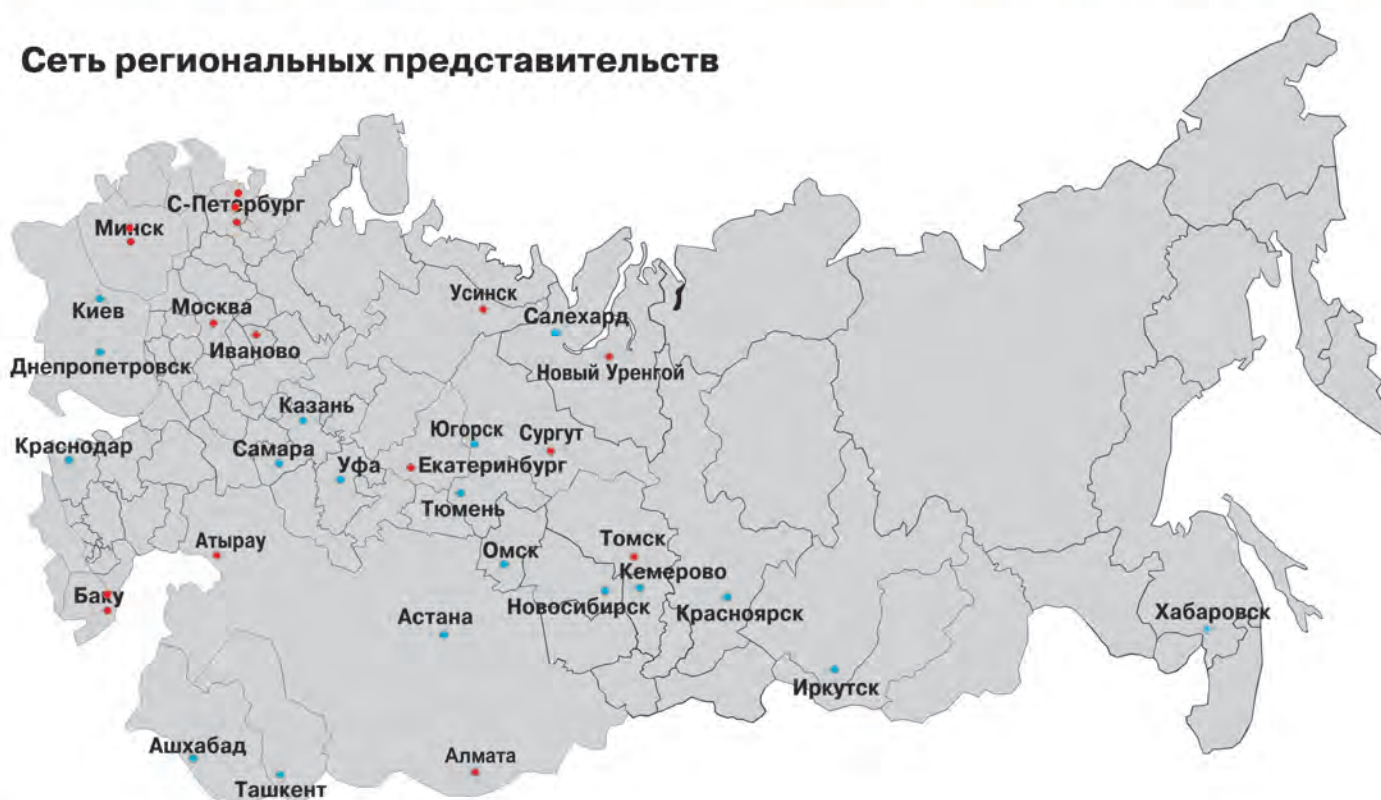 Сеть региональных представительств
С-Петербург
Минск
Усинск
Киев
Москва
Салехард
Иваново
Днепропетровск
Новый Уренгой
Казань
Краснодар
Самара
Югорск
Сургут
Уфа
Екатеринбург
Тюмень
Атырау
Омск
Томск
Кемерово
Баку
Астана
Новосибирск
Красноярск
Хабаровск
Иркутск
Ашхабад
Алмата
Ташкент